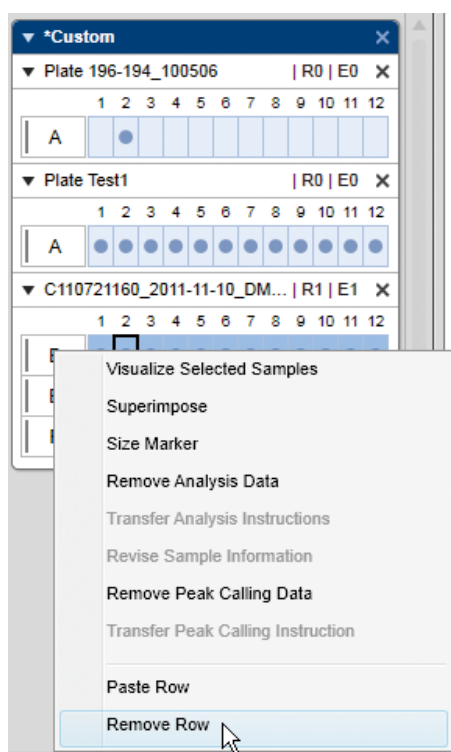 *Custom
Plate 196-194_100506 | R0 | E0
1 2 3 4 5 6 7 8 9 10 11 12
A
Plate Test1 | R0 | E0
1 2 3 4 5 6 7 8 9 10 11 12
A
C110721160_2011-11-10_DM... | R1 | E1
1 2 3 4 5 6 7 8 9 10 11 12
Visualize Selected Samples
Superimpose
Size Marker
Remove Analysis Data
Transfer Analysis Instructions
Revise Sample Information
Remove Peak Calling Data
Transfer Peak Calling Instruction
Paste Row
Remove Row